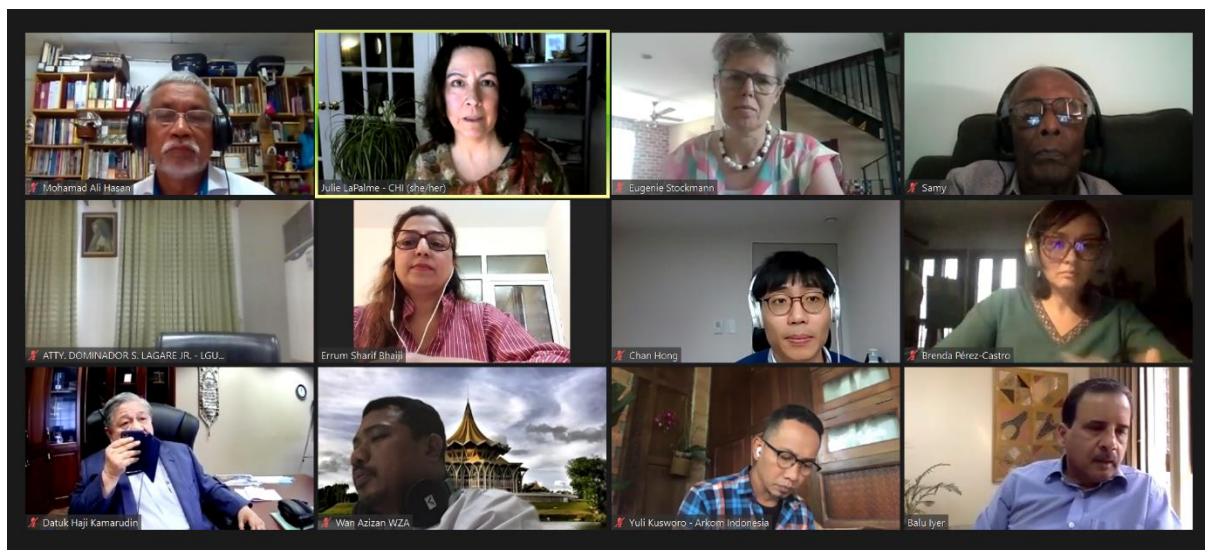 Mohamad Ali Hasan
Julie LaPalme - CHI (she/her)
Eugenie Stockmann
Samy
ATTY. DOMINADOR S. LAGARE JR. - LGU...
Errum Sharif Bhaiji
Chan Hong
Brenda Pérez-Castro
Datuk Haji Kamarudin
Wan Azizan WZA
Yuli Kusworo - Arkom Indonesia
Balu Iyer